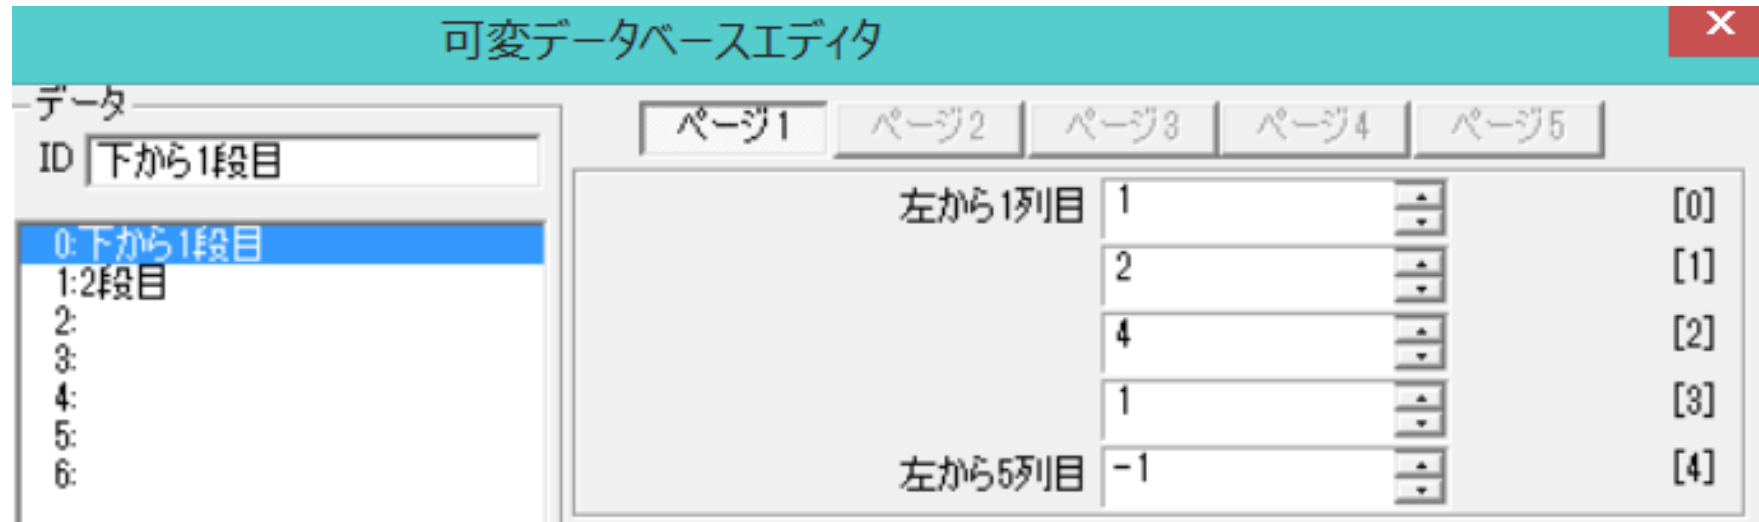 可変データベースエディタ
データ
ID 下から1段目
0:下から1段目
1:2段目
2:
3:
4:
5:
6:
ページ1 ページ2 ページ3 ページ4 ページ5
左から1列目 1 [0]
2 [1]
4 [2]
1 [3]
左から5列目 -1 [4]